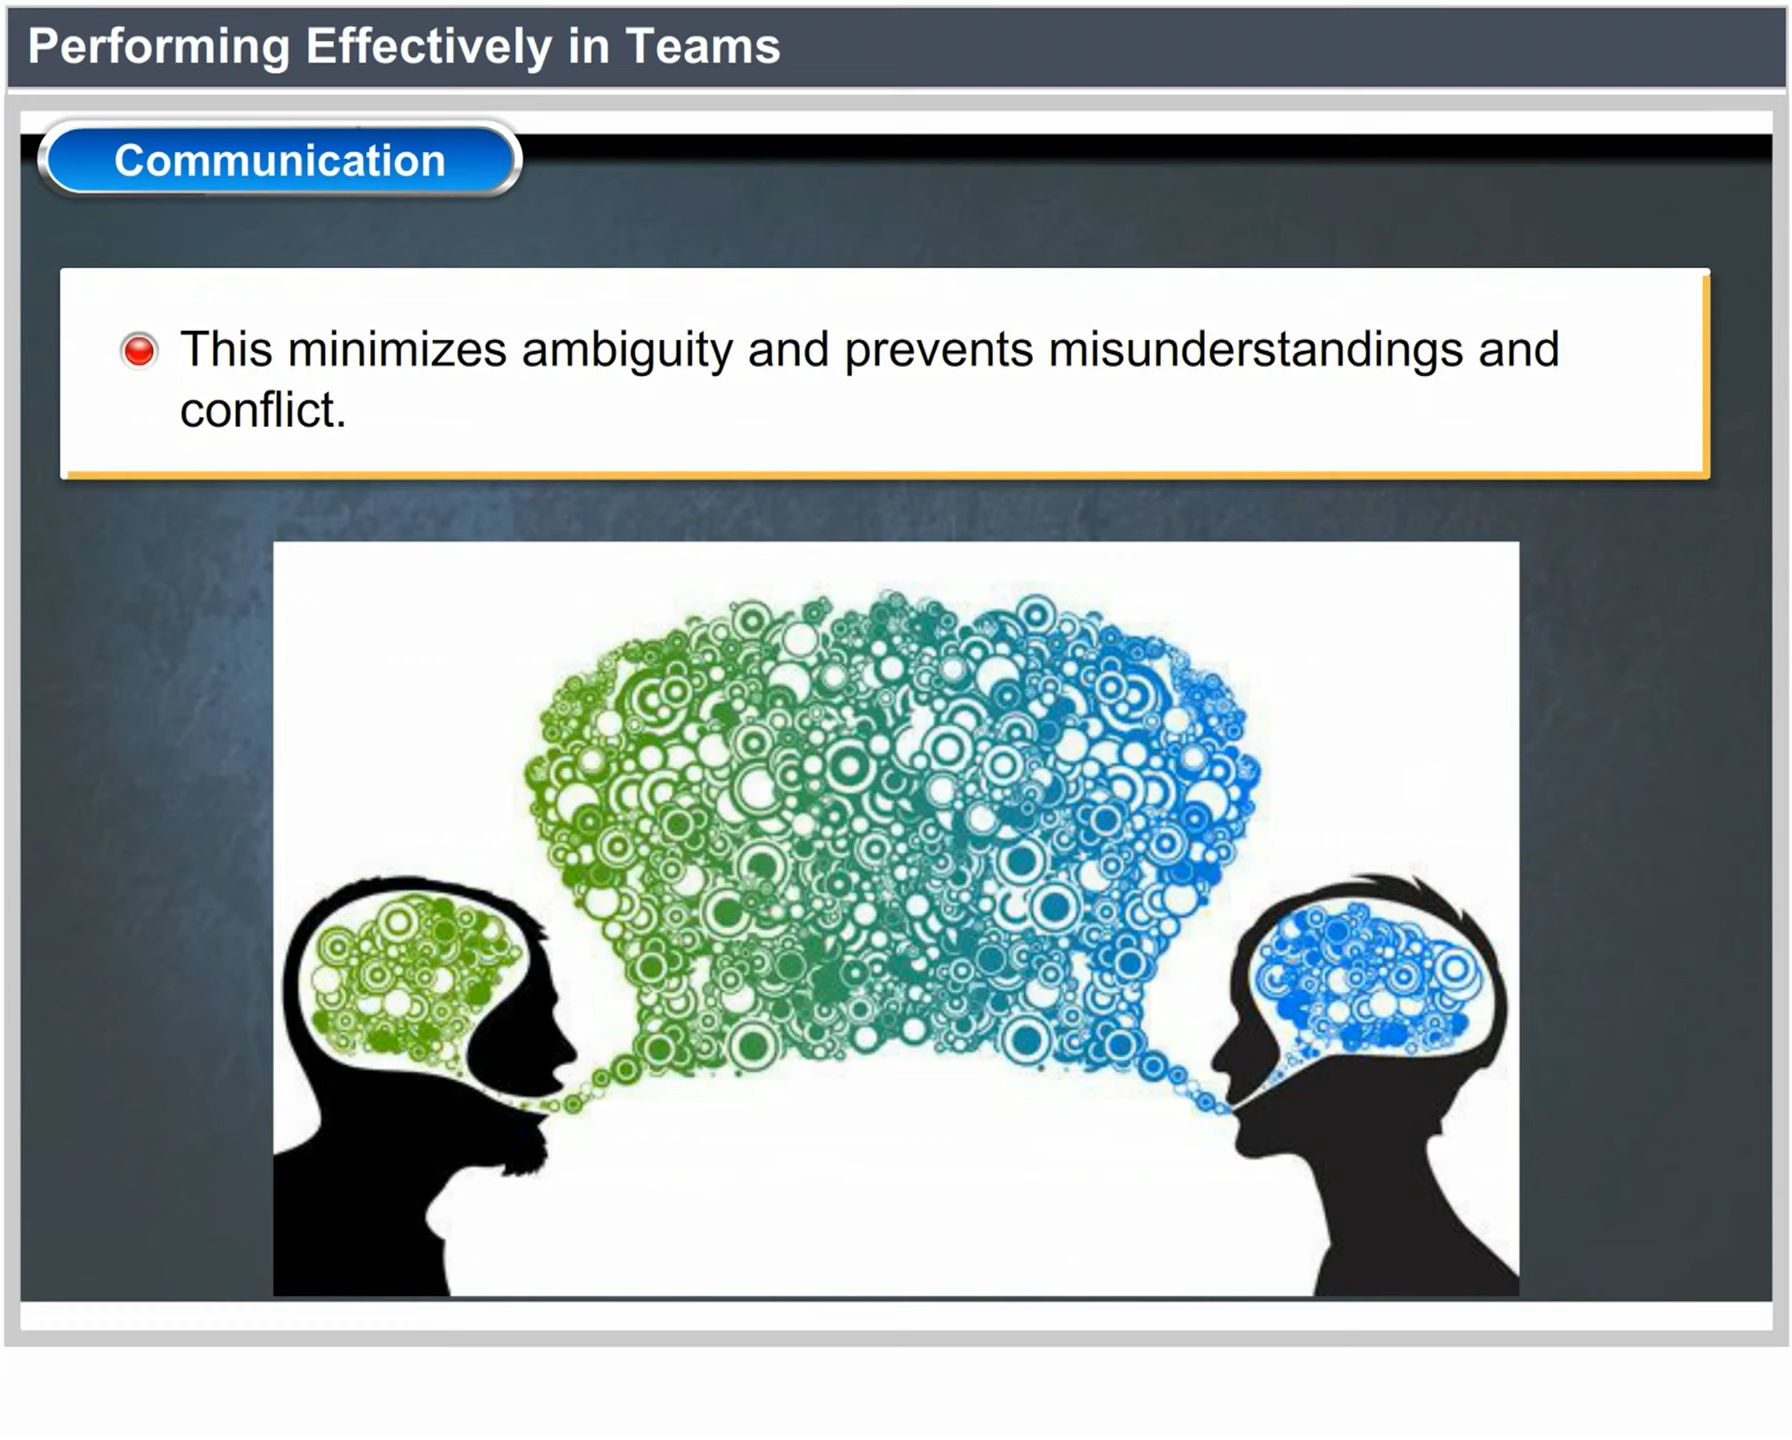 Performing Effectively in Teams
Communication
This minimizes ambiguity and prevents misunderstandings and
conflict.